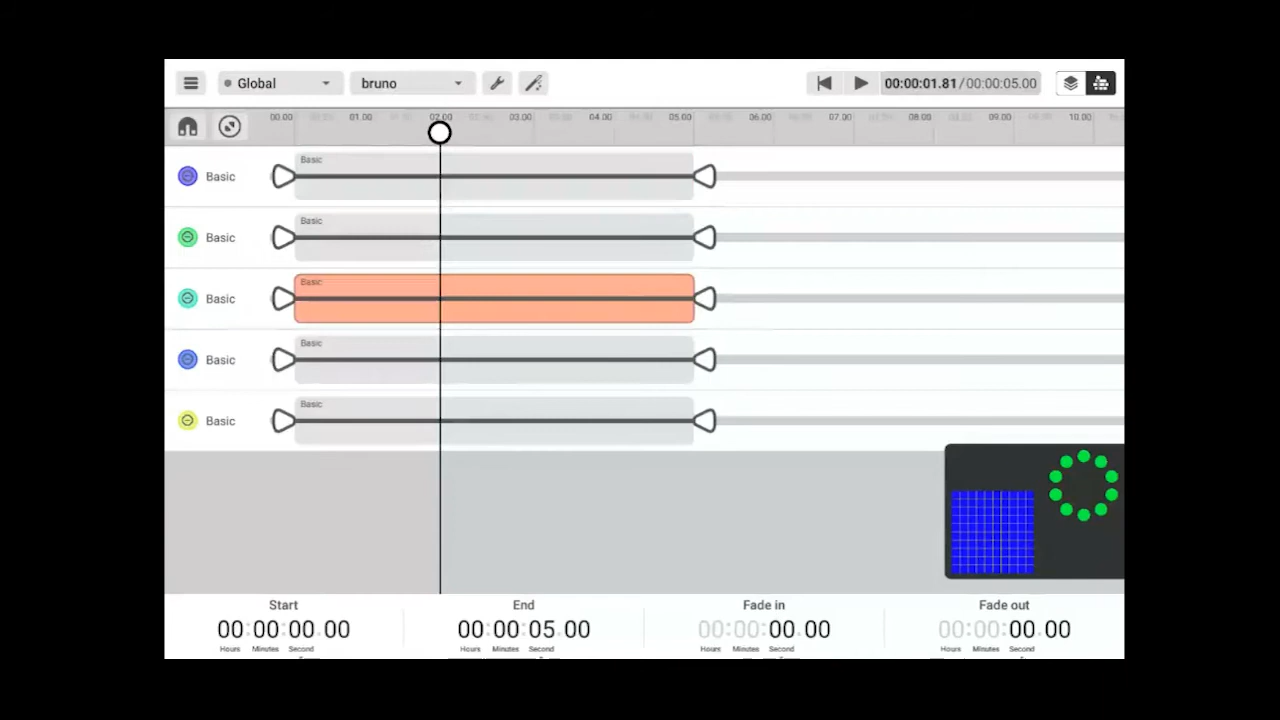 Global
bruno
00:00:01.81/00:00:05.00
00.00 01.00 02.00 03.00 04.00 05.00 06.00 07.00 08.00 09.00 10.00
Basic
Basic
Basic
Basic
Basic
Basic
Basic
Basic
Basic
Basic
Start End Fade in Fade out
00:00:00.00 00:00:05.00 00:00:00.00 00:00:00.00
Hours Minutes Second Hours Minutes Second Hours Minutes Second Hours Minutes Second